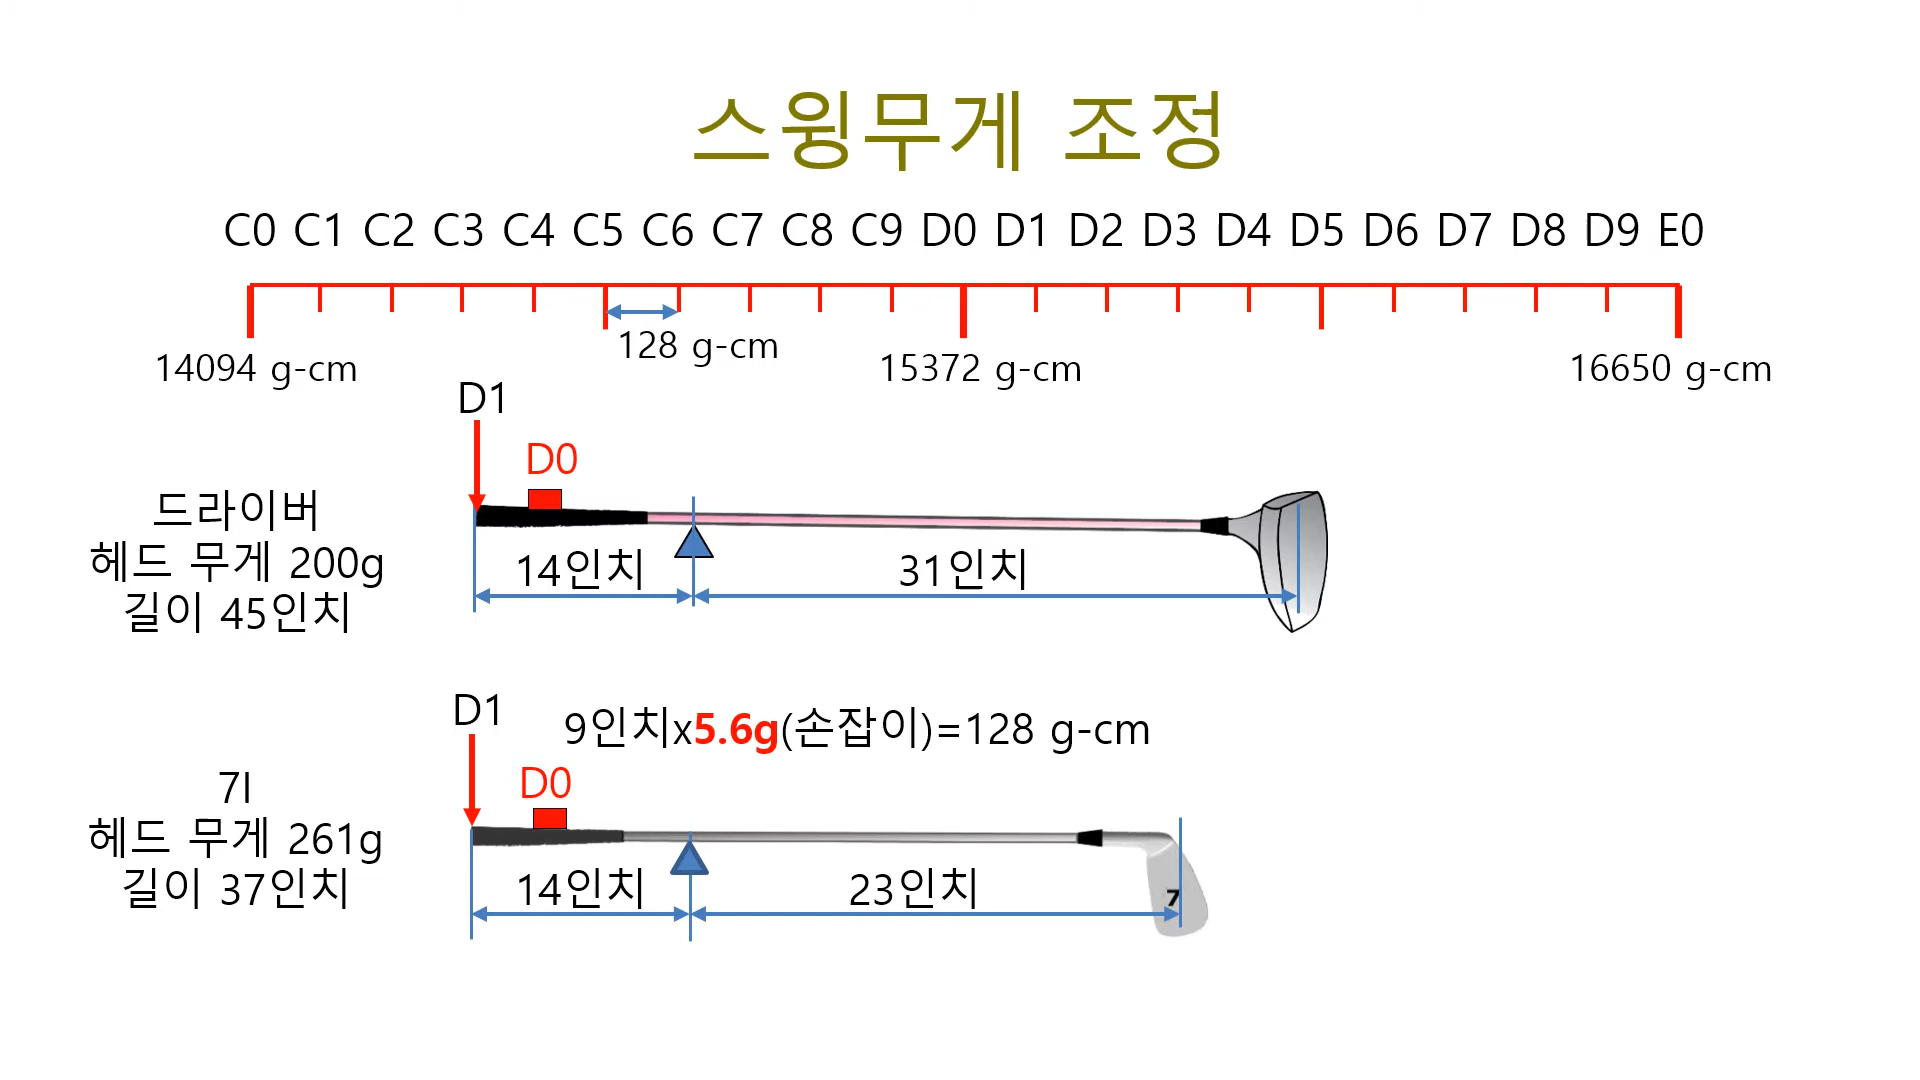 스윙무게 조정
C0 C1 C2 C3 C4 C5 C6 C7 C8 C9 D0 D1 D2 D3 D4 D5 D6 D7 D8 D9 E0
128 g-cm
14094 g-cm 15372 g-cm 16650 g-cm
D1
D0
드라이버
헤드 무게 200g
길이 45인치
14인치 31인치
D1
9인치x5.6g(손잡이)=128 g-cm
D0
7I
헤드 무게 261g
길이 37인치
14인치 23인치
7